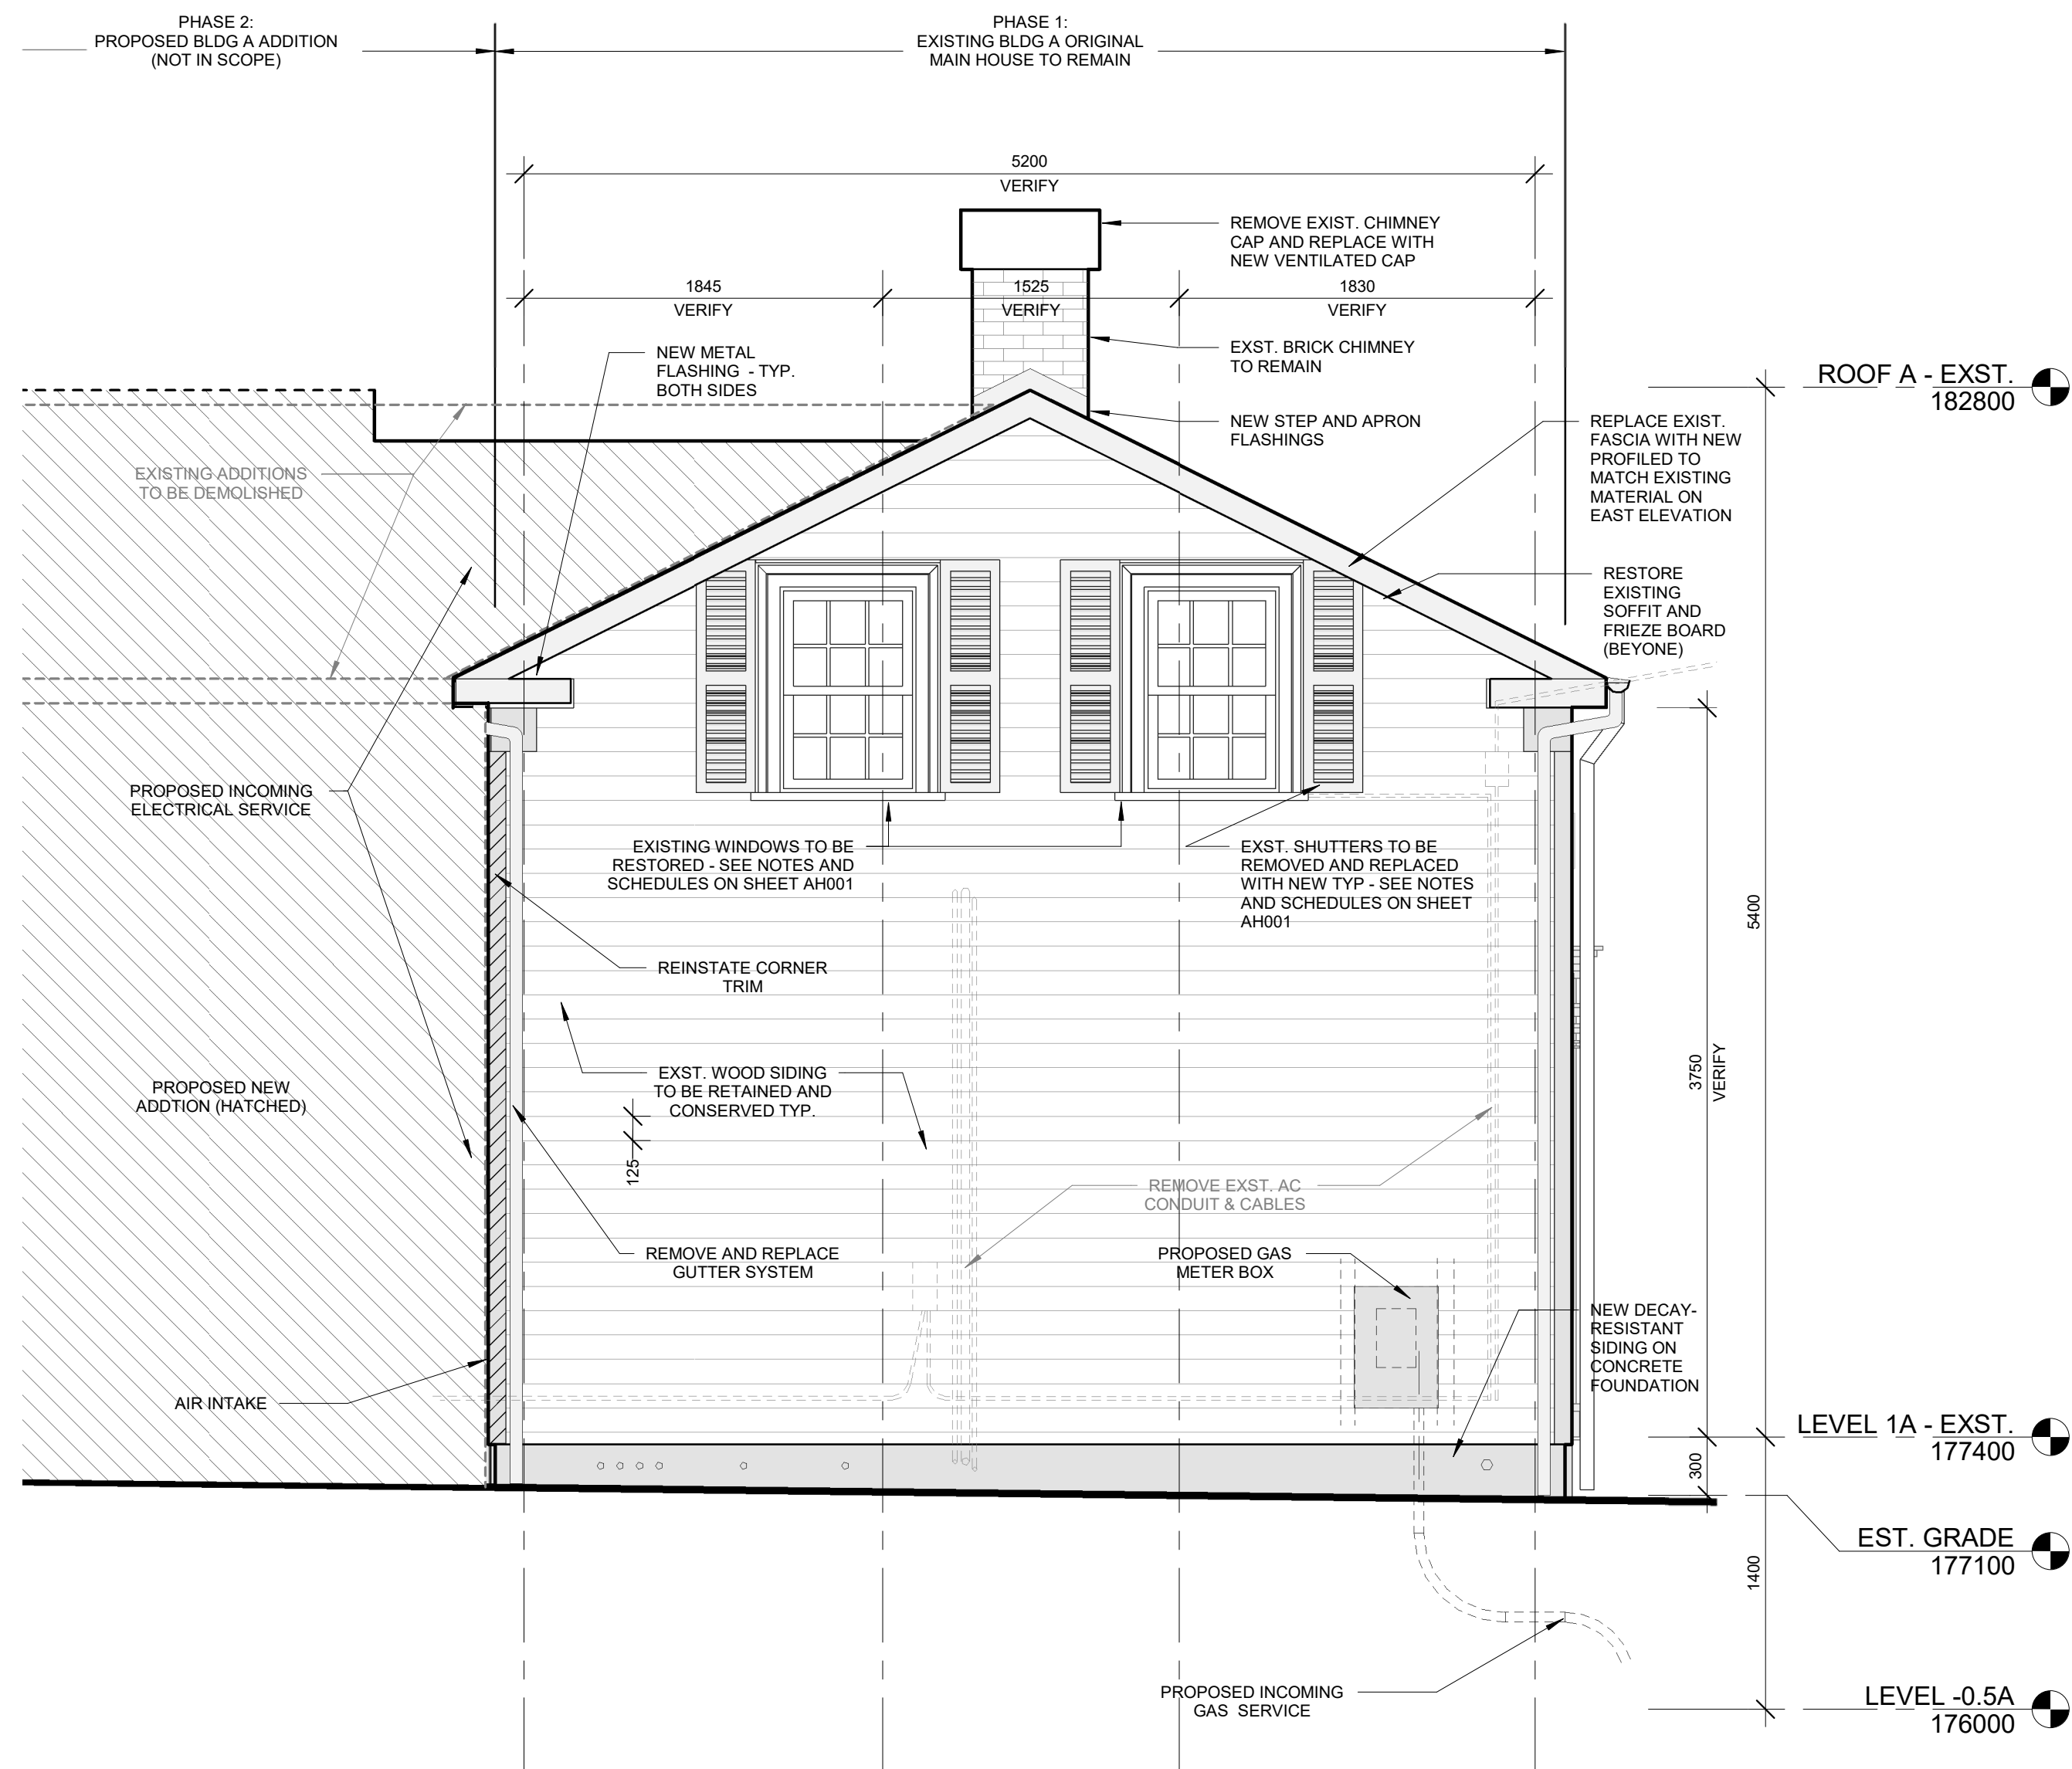 PHASE 2:
PROPOSED BLDG A ADDITION
(NOT IN SCOPE)
PHASE 1:
EXISTING BLDG A ORIGINAL
MAIN HOUSE TO REMAIN
5200
VERIFY
REMOVE EXIST. CHIMNEY
CAP AND REPLACE WITH
NEW VENTILATED CAP
1845
VERIFY
1525
VERIFY
1830
VERIFY
NEW METAL
FLASHING - TYP.
BOTH SIDES
EXST. BRICK CHIMNEY
TO REMAIN
ROOF A - EXST.
182800
NEW STEP AND APRON
FLASHINGS
REPLACE EXIST.
FASCIA WITH NEW
PROFILED TO
MATCH EXISTING
MATERIAL ON
EAST ELEVATION
EXISTING ADDITIONS
TO BE DEMOLISHED
RESTORE
EXISTING
SOFFIT AND
FRIEZE BOARD
(BEYONE)
PROPOSED INCOMING
ELECTRICAL SERVICE
EXISTING WINDOWS TO BE
RESTORED - SEE NOTES AND
SCHEDULES ON SHEET AH001
EXST. SHUTTERS TO BE
REMOVED AND REPLACED
WITH NEW TYP - SEE NOTES
AND SCHEDULES ON SHEET
AH001
5400
REINSTATE CORNER
TRIM
3750
VERIFY
EXST. WOOD SIDING
TO BE RETAINED AND
CONSERVED TYP.
PROPOSED NEW
ADDTION (HATCHED)
125
REMOVE EXST. AC
CONDUIT & CABLES
REMOVE AND REPLACE
GUTTER SYSTEM
PROPOSED GAS
METER BOX
NEW DECAY-
RESISTANT
SIDING ON
CONCRETE
FOUNDATION
AIR INTAKE
LEVEL 1A - EXST.
177400
300
EST. GRADE
177100
1400
PROPOSED INCOMING
GAS SERVICE
LEVEL -0.5A
176000